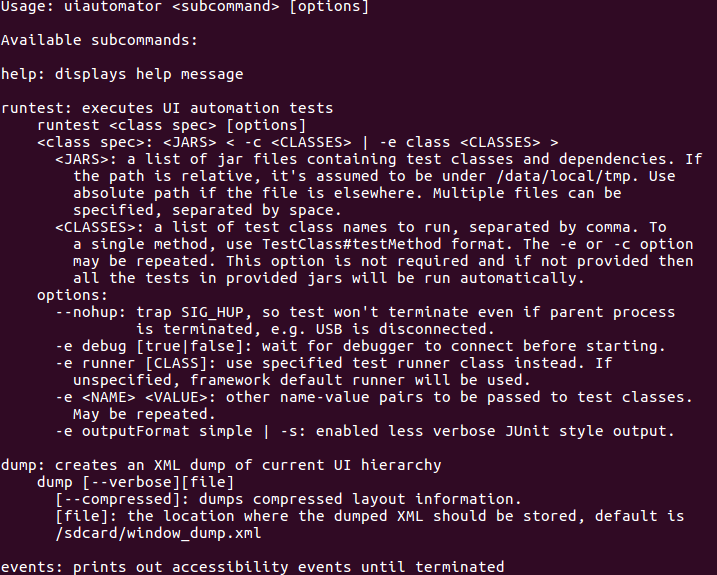 Usage: uiautomator <subcommand> [options]
Available subcommands:
help: displays help message
runtest: executes UI automation tests
runtest <class spec> [options]
<class spec>: <JARS> < -c <CLASSES> | -e class <CLASSES> >
<JARS>: a list of jar files containing test classes and dependencies. If
the path is relative, it's assumed to be under /data/local/tmp. Use
absolute path if the file is elsewhere. Multiple files can be
specified, separated by space.
<CLASSES>: a list of test class names to run, separated by comma. To
a single method, use TestClass#testMethod format. The -e or -c option
may be repeated. This option is not required and if not provided then
all the tests in provided jars will be run automatically.
options:
--nohup: trap SIG_HUP, so test won't terminate even if parent process
is terminated, e.g. USB is disconnected.
-e debug [true|false]: wait for debugger to connect before starting.
-e runner [CLASS]: use specified test runner class instead. If
unspecified, framework default runner will be used.
-e <NAME> <VALUE>: other name-value pairs to be passed to test classes.
May be repeated.
-e outputFormat simple | -s: enabled less verbose JUnit style output.
dump: creates an XML dump of current UI hierarchy
dump [--verbose][file]
[--compressed]: dumps compressed layout information.
[file]: the location where the dumped XML should be stored, default is
/sdcard/window_dump.xml
events: prints out accessibility events until terminated